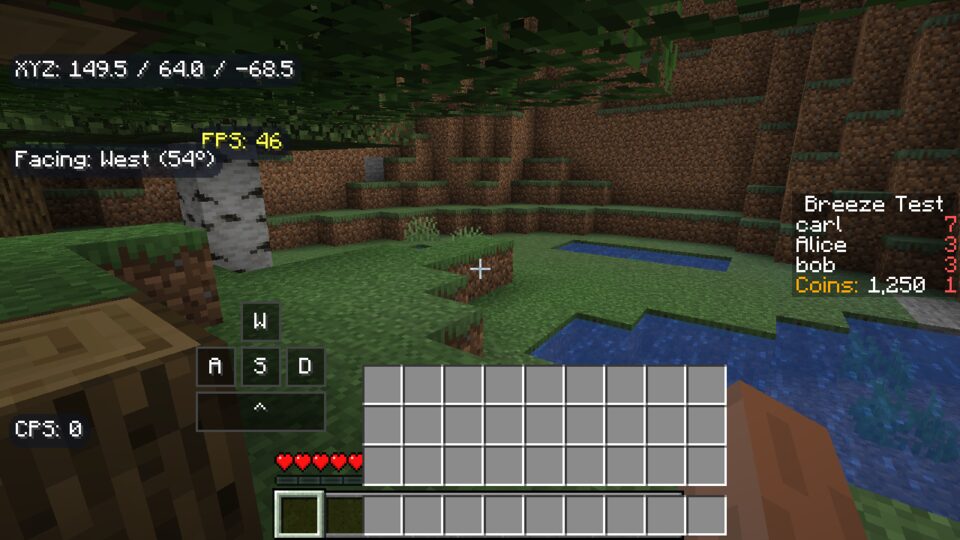 XYZ: 149.5 / 64.0 / -68.5
FPS: 46
Facing: West (54º)
Breeze Test
carl 7
Alice 3
bob 3
Coins: 1,250 1
W
A S D
^
CPS: 0